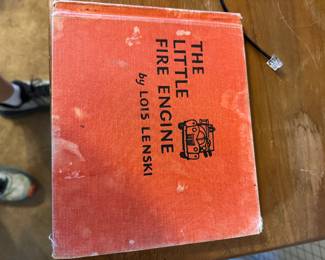 THE
LITTLE
FIRE ENGINE
by LOIS LENSKI